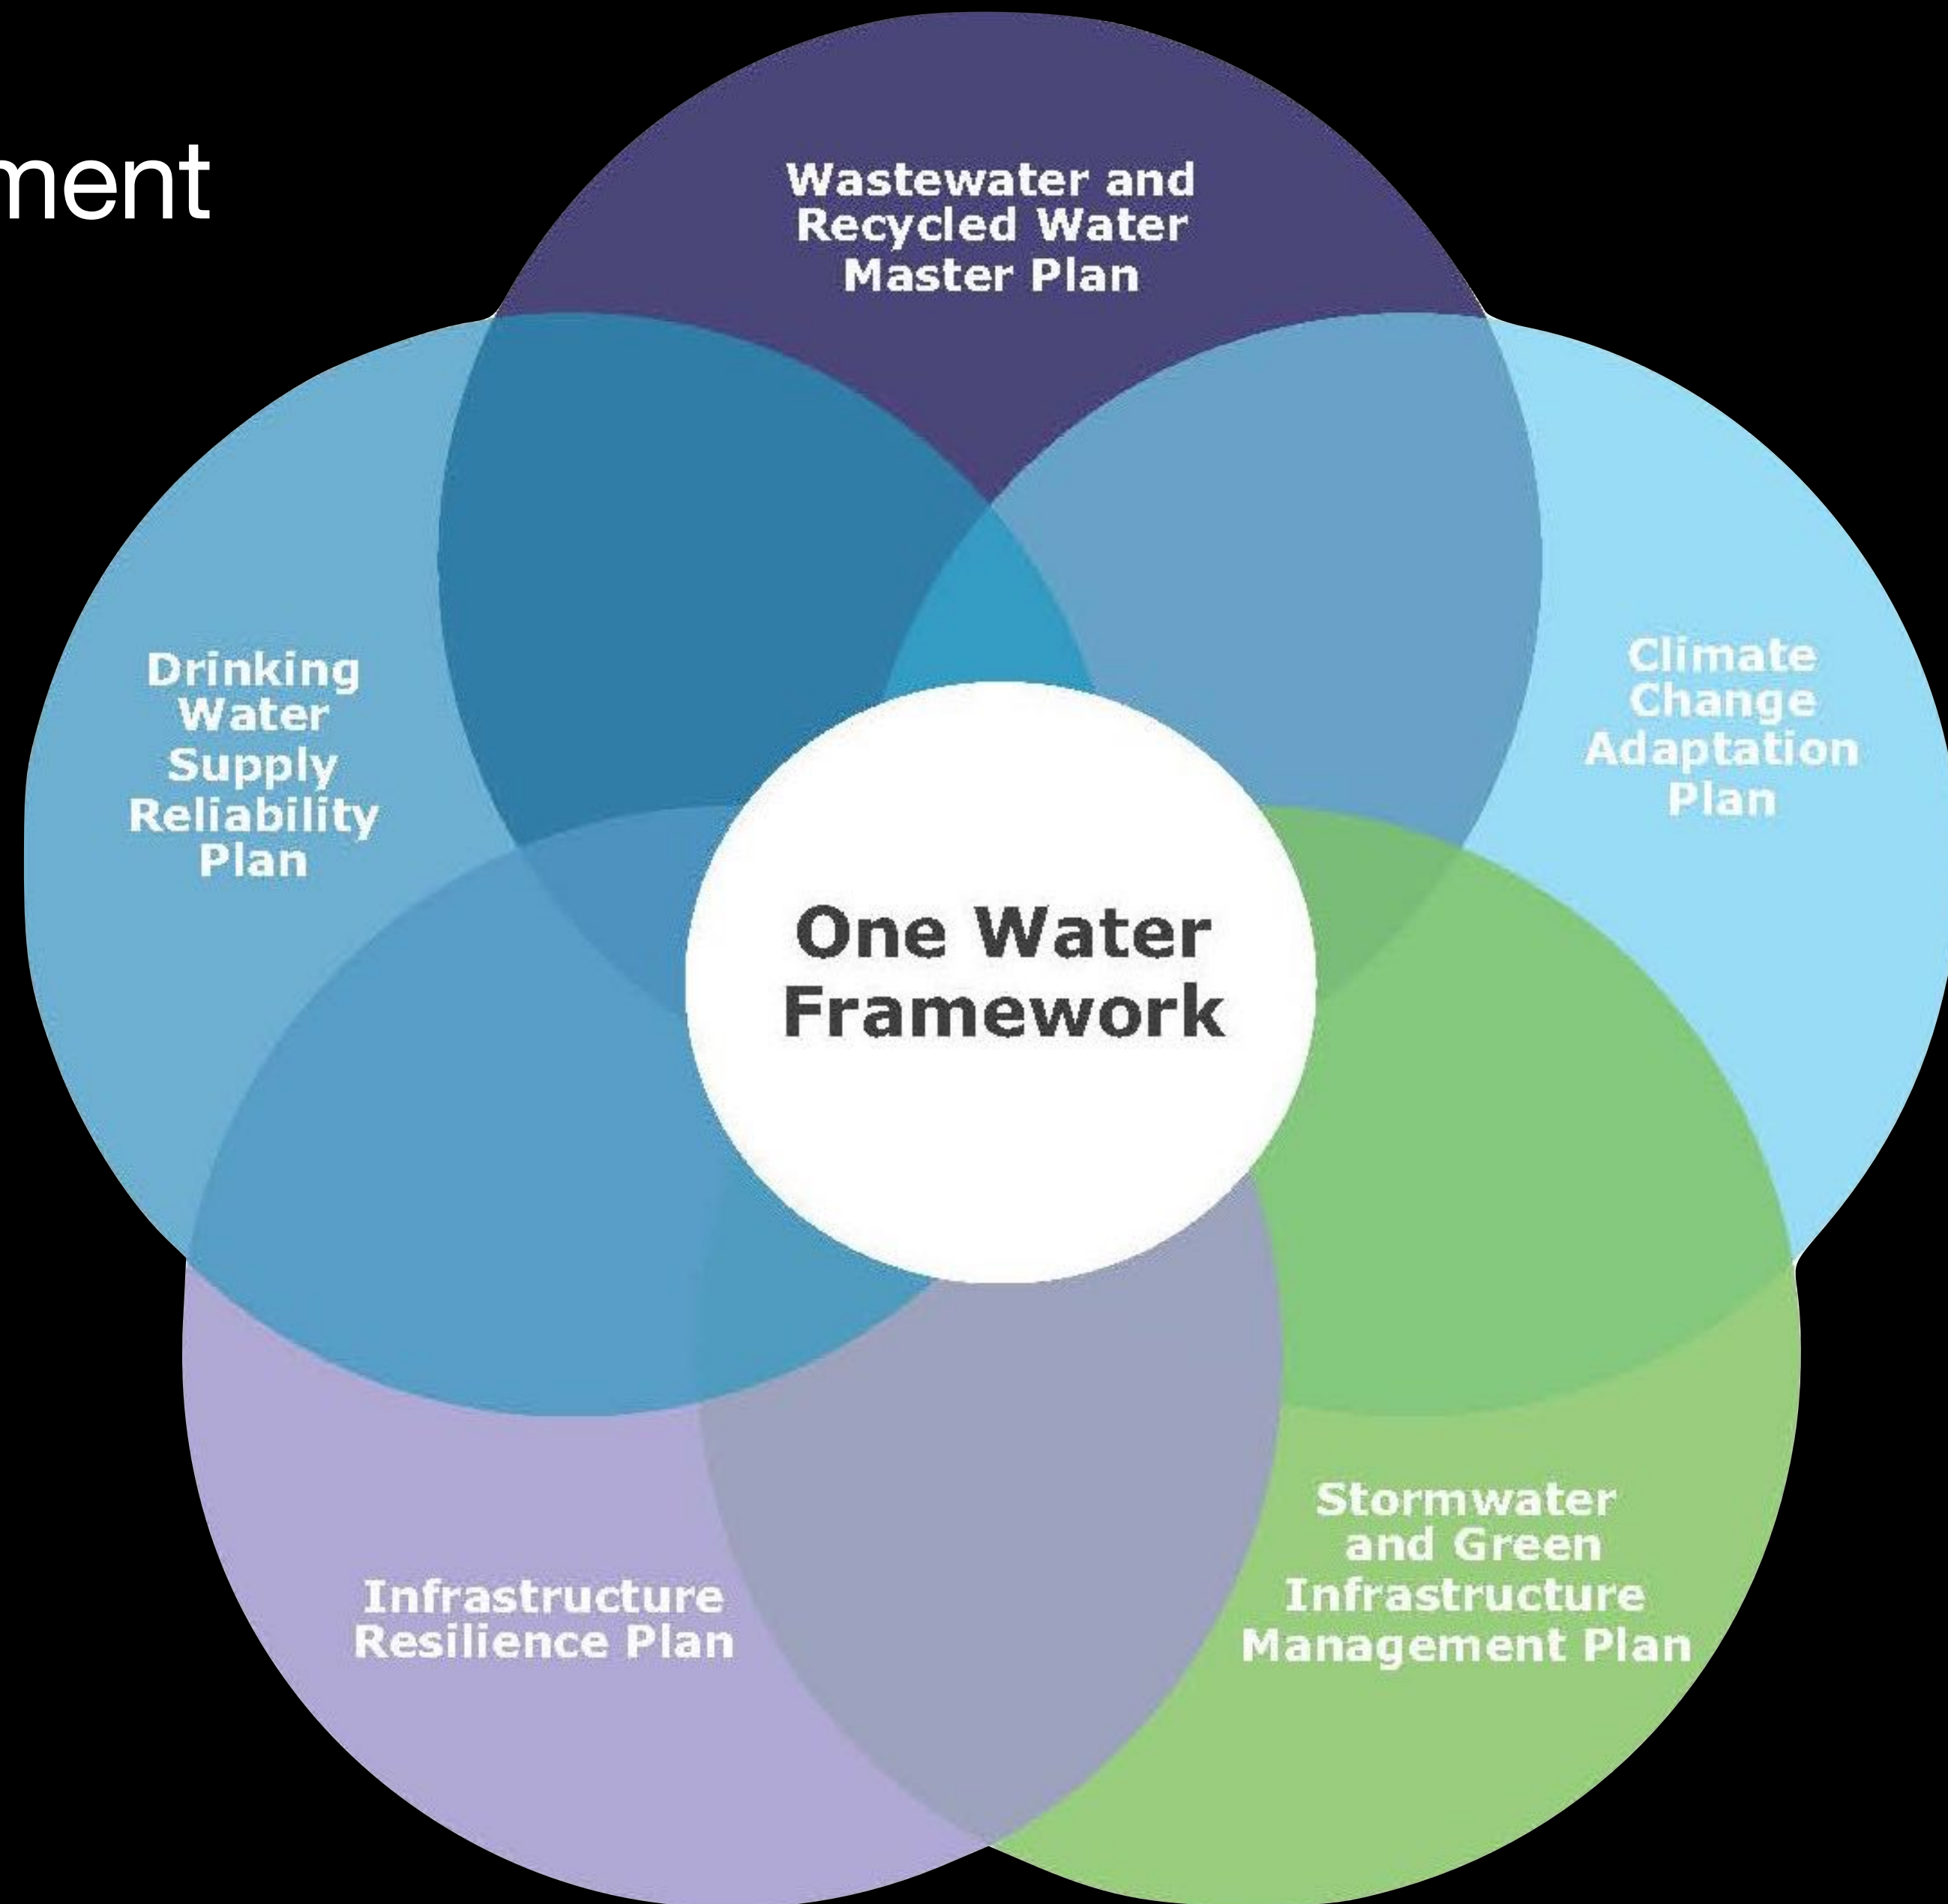 ment
Wastewater and
Recycled Water
Master Plan
Drinking
Water
Supply
Reliability
Plan
Climate
Change
Adaptation
Plan
One Water
Framework
Infrastructure
Resilience Plan
Stormwater
and Green
Infrastructure
Management Plan